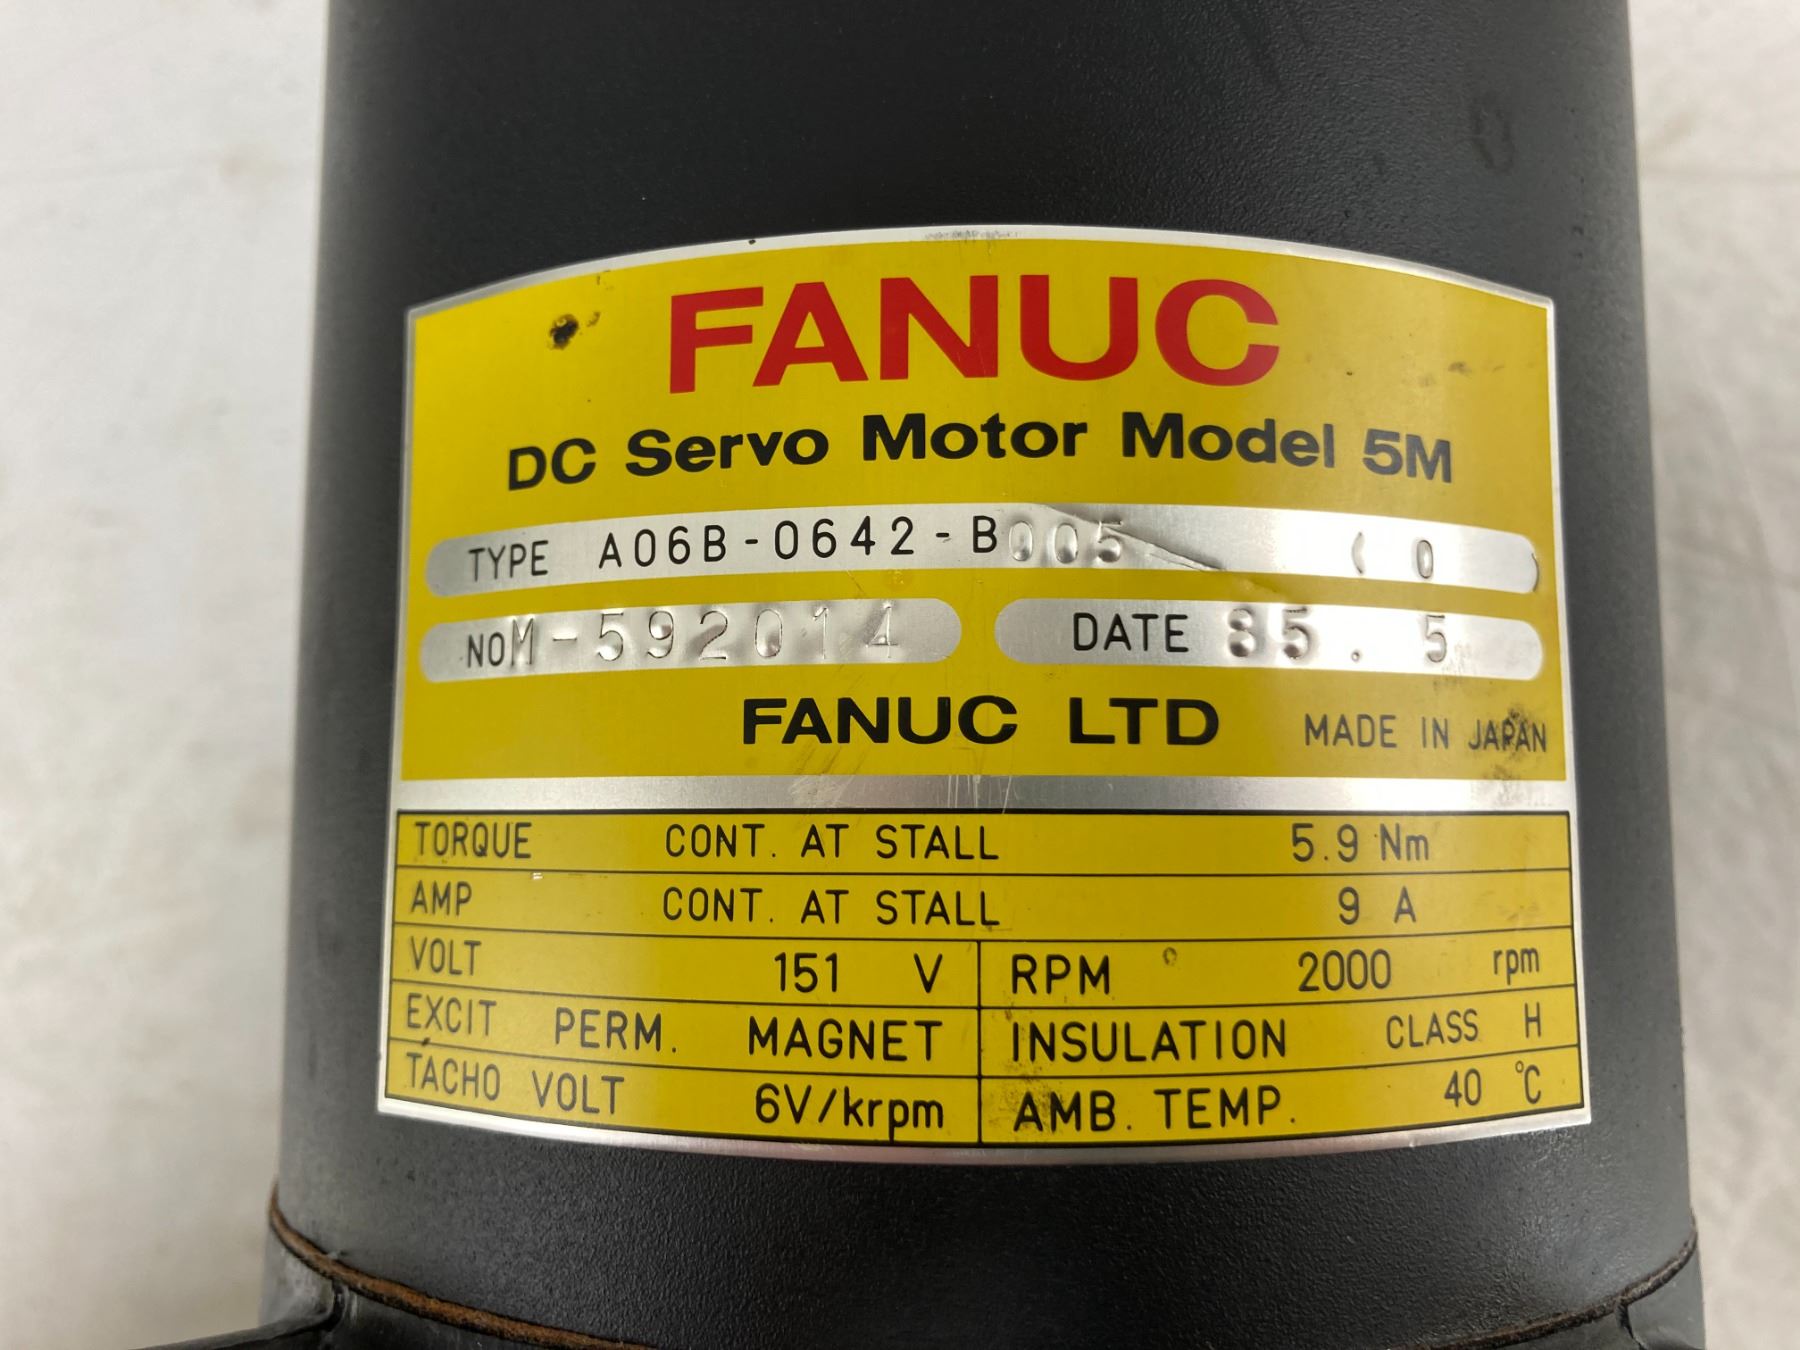 FANUC
DC Servo Motor Model 5M
TYPE A06B-0642-B005 ( 0 )
NO M-592014 DATE 85. 5
FANUC LTD MADE IN JAPAN
TORQUE CONT. AT STALL 5.9 Nm
AMP CONT. AT STALL 9 A
VOLT 151 V RPM 2000 rpm
EXCIT PERM. MAGNET INSULATION CLASS H
TACHO VOLT 6V/krpm AMB. TEMP. 40 °C